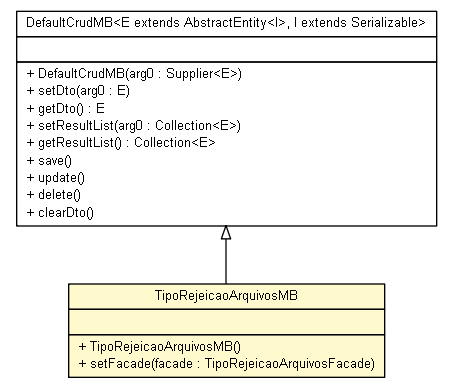 DefaultCrudMB<E extends AbstractEntity<I>, I extends Serializable>
+ DefaultCrudMB(arg0 : Supplier<E>)
+ setDto(arg0 : E)
+ getDto() : E
+ setResultList(arg0 : Collection<E>)
+ getResultList() : Collection<E>
+ save()
+ update()
+ delete()
+ clearDto()
TipoRejeicaoArquivosMB
+ TipoRejeicaoArquivosMB()
+ setFacade(facade : TipoRejeicaoArquivosFacade)